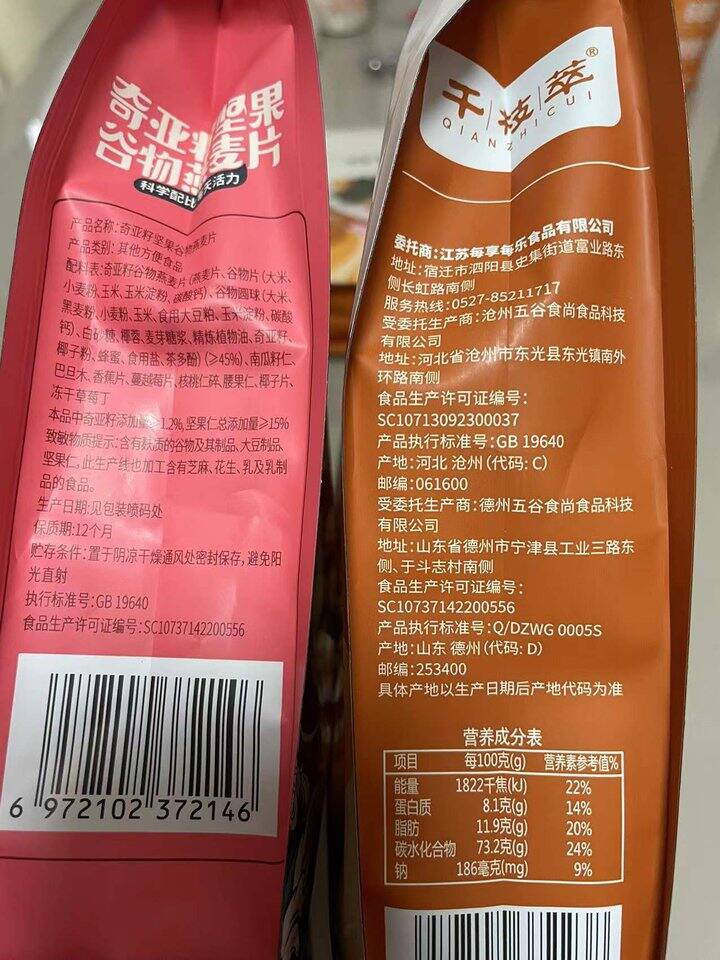 奇亚籽坚果
谷物燕麦片
科学配比 活力
产品名称:奇亚籽坚果谷物燕麦片
产品类别:其他方便食品
配料表:奇亚籽谷物燕麦片(燕麦片、谷物片(大米、
小麦粉、玉米、玉米淀粉、碳酸钙)、谷物圆球(大米、
黑麦粉、小麦粉、玉米、食用大豆粕、玉米淀粉、碳酸
钙)、白砂糖、椰蓉、麦芽糖浆、精炼植物油、奇亚籽、
椰子粉、蜂蜜、食用盐、茶多酚)(≥45%)、南瓜籽仁、
巴旦木、香蕉片、蔓越莓片、核桃仁碎、腰果仁、椰子片、
冻干草莓丁
本品中奇亚籽添加量≥1.2%,坚果仁总添加量≥15%
致敏物质提示:含有麸质的谷物及其制品、大豆制品、
坚果仁,此生产线也加工含有芝麻、花生、乳及乳制
品的食品。
生产日期:见包装喷码处
保质期:12个月
贮存条件:置于阴凉干燥通风处密封保存,避免阳
光直射
执行标准号:GB 19640
食品生产许可证编号:SC10737142200556
6 972102 372146
千枝萃®
QIANZHICUI
委托商:江苏每享每乐食品有限公司
地址:宿迁市泗阳县史集街道富业路东
侧长虹路南侧
服务热线:0527-85211717
受委托生产商:沧州五谷食尚食品科技
有限公司
地址:河北省沧州市东光县东光镇南外
环路南侧
食品生产许可证编号:
SC10713092300037
产品执行标准号:GB 19640
产地:河北 沧州(代码:C)
邮编:061600
受委托生产商:德州五谷食尚食品科技
有限公司
地址:山东省德州市宁津县工业三路东
侧、于斗志村南侧
食品生产许可证编号:
SC10737142200556
产品执行标准号:Q/DZWG 0005S
产地:山东 德州(代码:D)
邮编:253400
具体产地以生产日期后产地代码为准
营养成分表
项目 每100克(g) 营养素参考值%
能量 1822千焦(kJ) 22%
蛋白质 8.1克(g) 14%
脂肪 11.9克(g) 20%
碳水化合物 73.2克(g) 24%
钠 186毫克(mg) 9%